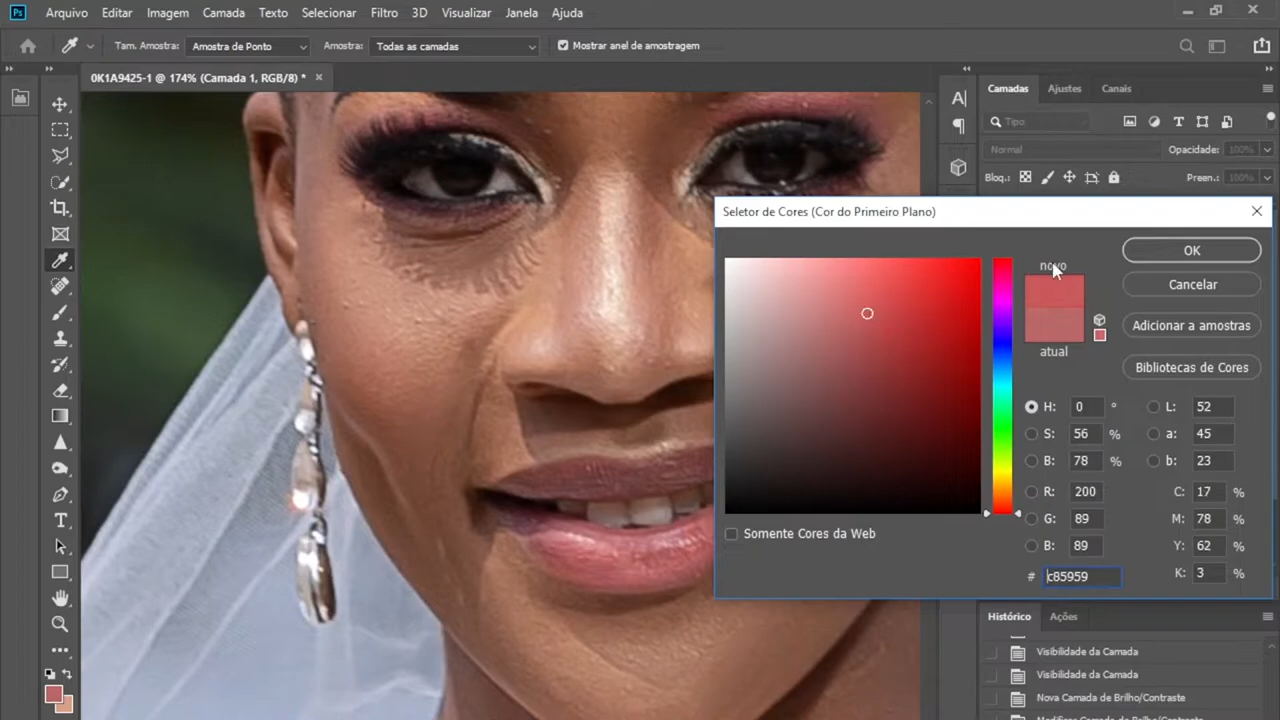 Ps Arquivo Editar Imagem Camada Texto Selecionar Filtro 3D Visualizar Janela Ajuda
Tam. Amostra: Amostra de Ponto Amostra: Todas as camadas Mostrar anel de amostragem
0K1A9425-1 @ 174% (Camada 1, RGB/8) * ×
Camadas Ajustes Canais
Tipo
Normal Opacidade: 100%
Bloq.: Preen.: 100%
Seletor de Cores (Cor do Primeiro Plano)
novo
atual
OK
Cancelar
Adicionar a amostras
Bibliotecas de Cores
H: 0 ° L: 52
S: 56 % a: 45
B: 78 % b: 23
R: 200 C: 17 %
G: 89 M: 78 %
B: 89 Y: 62 %
# c85959 K: 3 %
Somente Cores da Web
Histórico Ações
Visibilidade da Camada
Visibilidade da Camada
Nova Camada de Brilho/Contraste